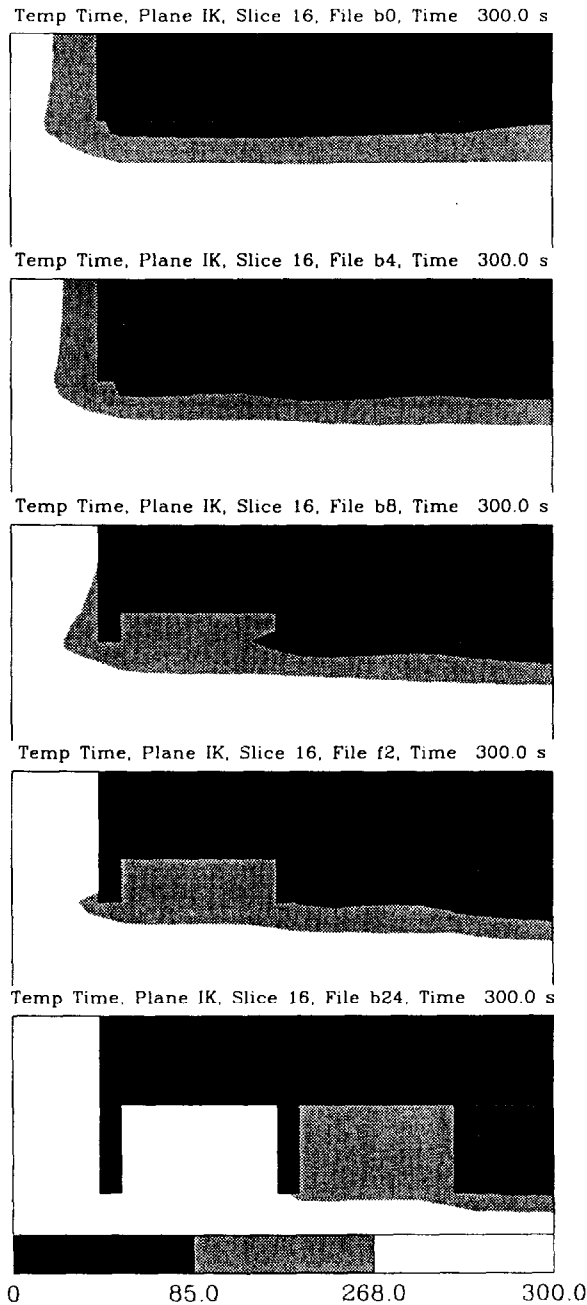 Temp Time, Plane IK, Slice 16, File b0, Time 300.0 s
Temp Time, Plane IK, Slice 16, File b4, Time 300.0 s
Temp Time, Plane IK, Slice 16, File b8, Time 300.0 s
Temp Time, Plane IK, Slice 16, File f2, Time 300.0 s
Temp Time, Plane IK, Slice 16, File b24, Time 300.0 s
0 85.0 268.0 300.0